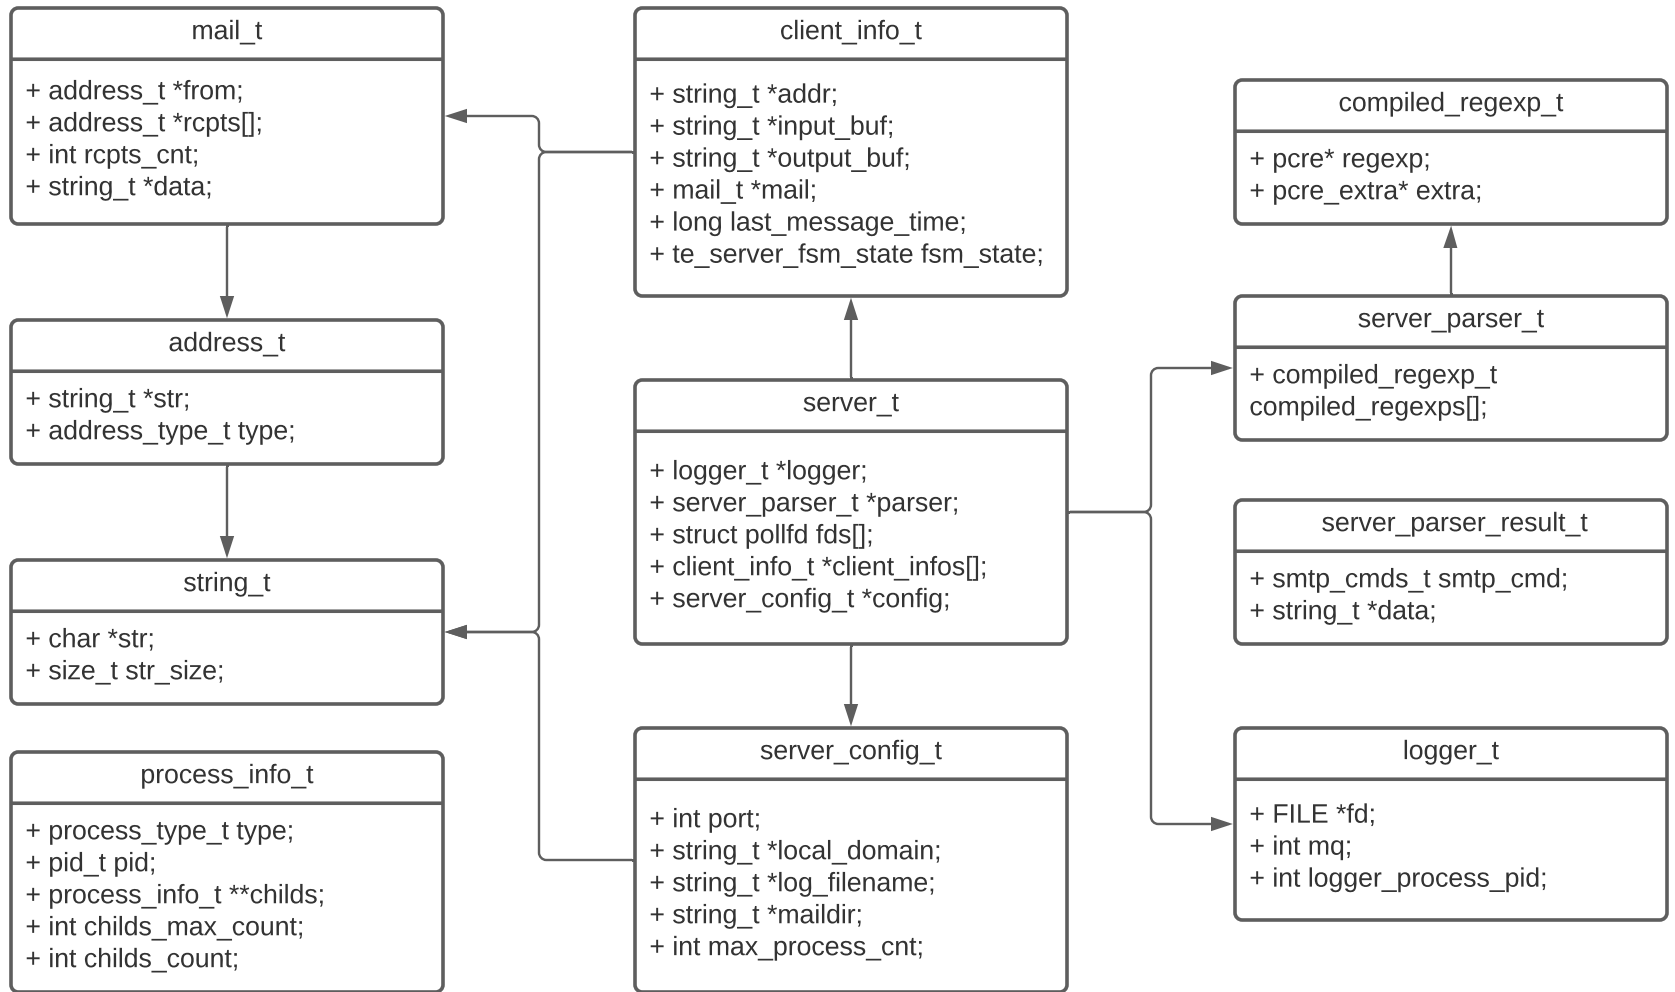 mail_t
+ address_t *from;
+ address_t *rcpts[];
+ int rcpts_cnt;
+ string_t *data;
address_t
+ string_t *str;
+ address_type_t type;
string_t
+ char *str;
+ size_t str_size;
process_info_t
+ process_type_t type;
+ pid_t pid;
+ process_info_t **childs;
+ int childs_max_count;
+ int childs_count;
client_info_t
+ string_t *addr;
+ string_t *input_buf;
+ string_t *output_buf;
+ mail_t *mail;
+ long last_message_time;
+ te_server_fsm_state fsm_state;
server_t
+ logger_t *logger;
+ server_parser_t *parser;
+ struct pollfd fds[];
+ client_info_t *client_infos[];
+ server_config_t *config;
server_config_t
+ int port;
+ string_t *local_domain;
+ string_t *log_filename;
+ string_t *maildir;
+ int max_process_cnt;
compiled_regexp_t
+ pcre* regexp;
+ pcre_extra* extra;
server_parser_t
+ compiled_regexp_t
compiled_regexps[];
server_parser_result_t
+ smtp_cmds_t smtp_cmd;
+ string_t *data;
logger_t
+ FILE *fd;
+ int mq;
+ int logger_process_pid;